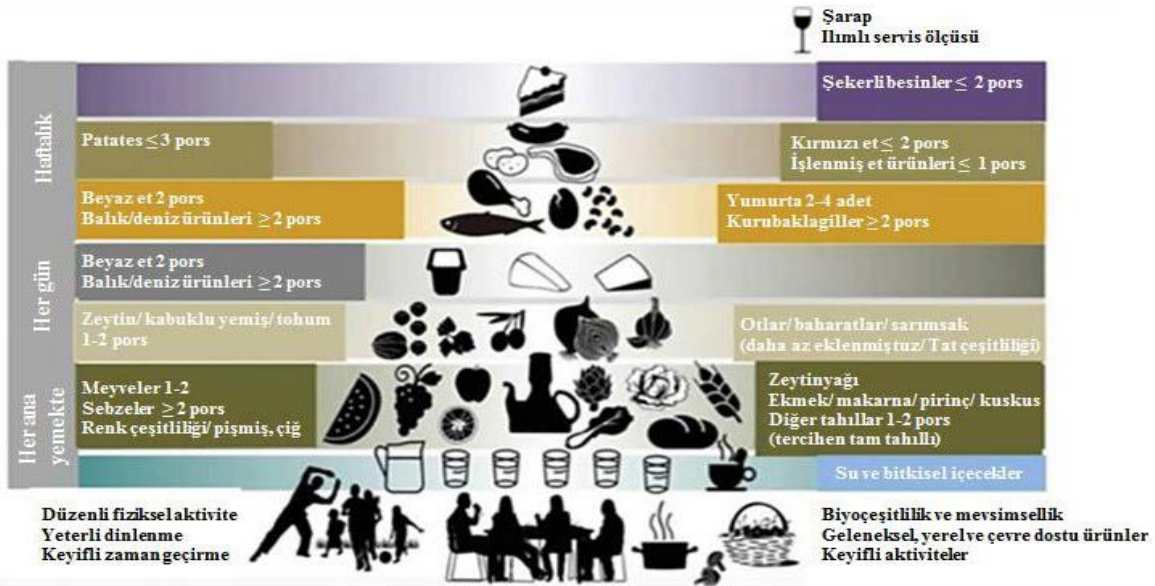 Şarap
Ilımlı servis ölçüsü
Haftalık
Şekerli besinler ≤ 2 pors
Patates ≤ 3 pors
Kırmızı et ≤ 2 pors
İşlenmiş et ürünleri ≤ 1 pors
Beyaz et 2 pors
Balık/deniz ürünleri ≥ 2 pors
Yumurta 2-4 adet
Kurubaklagiller ≥ 2 pors
Her gün
Beyaz et 2 pors
Balık/deniz ürünleri ≥ 2 pors
Zeytin/ kabuklu yemiş/ tohum
1-2 pors
Otlar/ baharatlar/ sarımsak
(daha az eklenmiş tuz/ Tat çeşitliliği)
Her ana
yemekte
Meyveler 1-2
Sebzeler ≥ 2 pors
Renk çeşitliliği/ pişmiş, çiğ
Zeytinyağı
Ekmek/ makarna/ pirinç/ kuskus
Diğer tahıllar 1-2 pors
(tercihen tam tahıllı)
Su ve bitkisel içecekler
Düzenli fiziksel aktivite
Yeterli dinlenme
Keyifli zaman geçirme
Biyoçeşitlilik ve mevsimsellik
Geleneksel, yerel ve çevre dostu ürünler
Keyifli aktiviteler